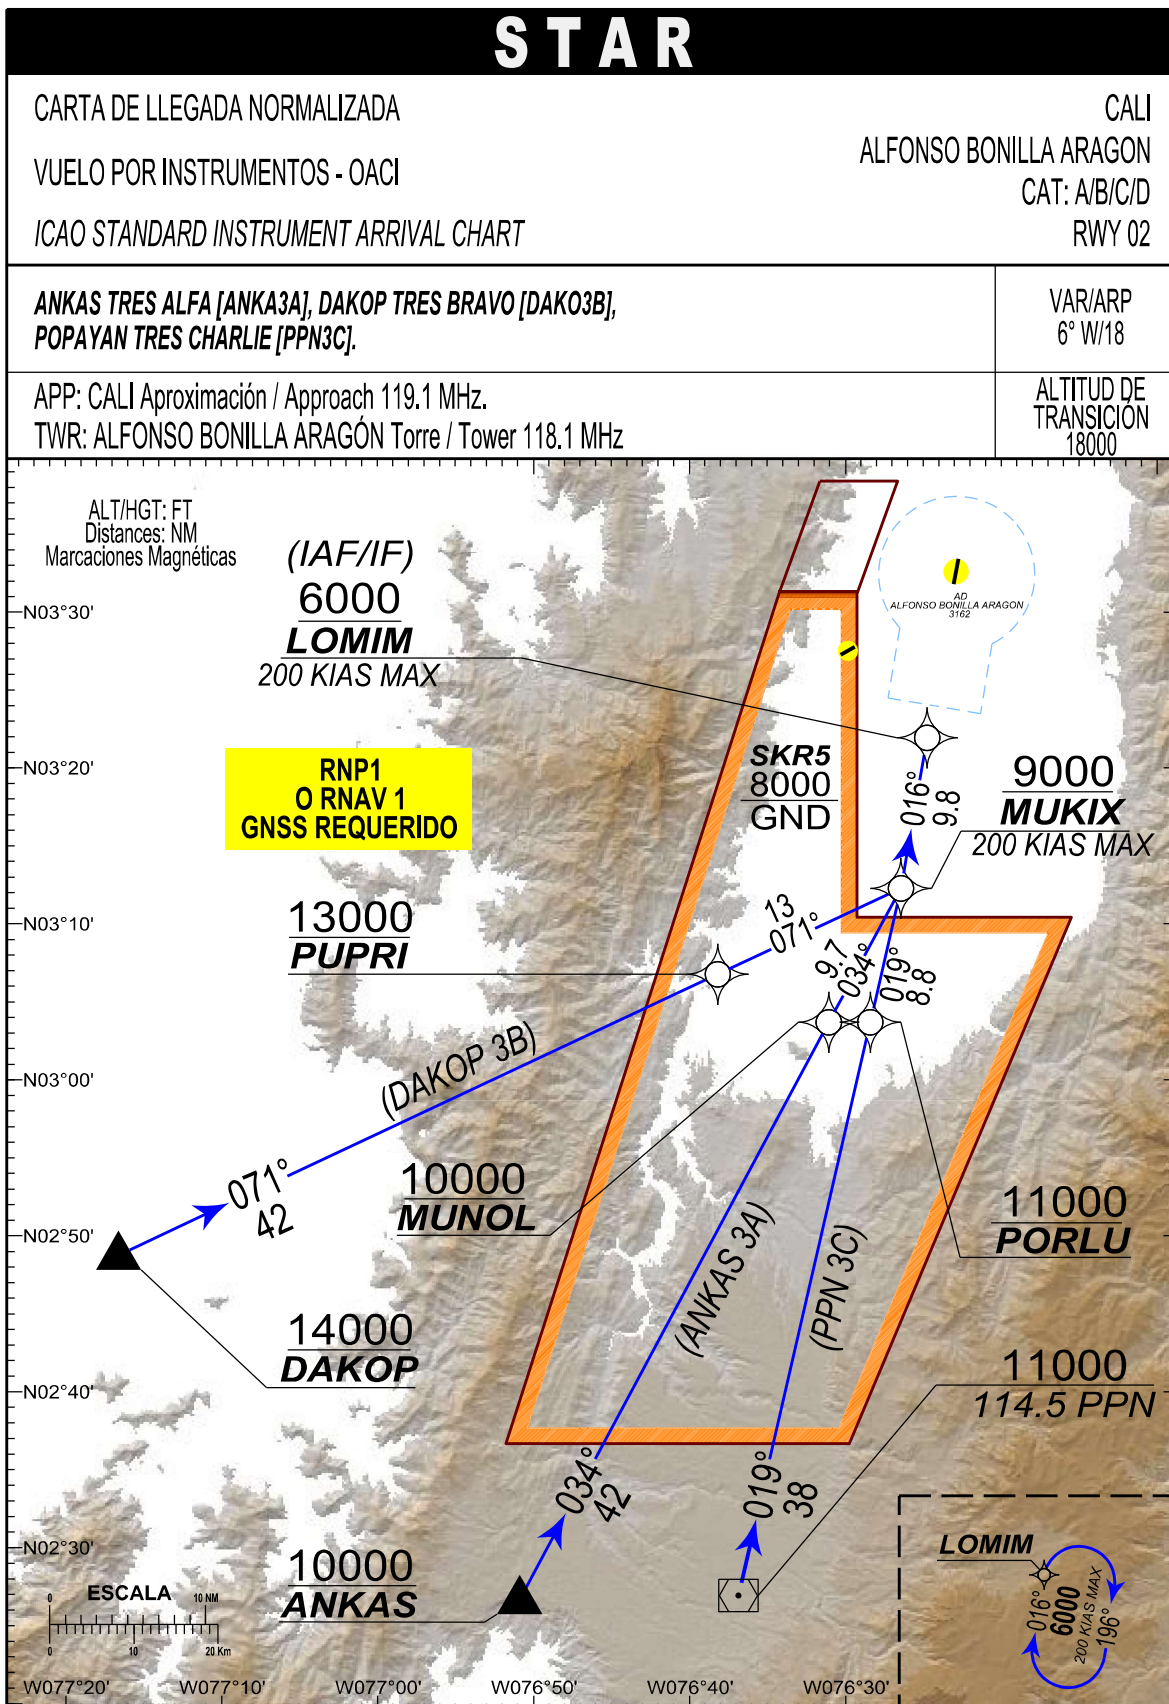 STAR
CARTA DE LLEGADA NORMALIZADA
VUELO POR INSTRUMENTOS - OACI
ICAO STANDARD INSTRUMENT ARRIVAL CHART
CALI
ALFONSO BONILLA ARAGON
CAT: A/B/C/D
RWY 02
ANKAS TRES ALFA [ANKA3A], DAKOP TRES BRAVO [DAKO3B],
POPAYAN TRES CHARLIE [PPN3C].
VAR/ARP
6° W/18
APP: CALI Aproximación / Approach 119.1 MHz.
TWR: ALFONSO BONILLA ARAGÓN Torre / Tower 118.1 MHz
ALTITUD DE
TRANSICIÓN
18000
ALT/HGT: FT
Distances: NM
Marcaciones Magnéticas
(IAF/IF)
6000
LOMIM
200 KIAS MAX
AD
ALFONSO BONILLA ARAGON
3162
N03°30'
N03°20'
N03°10'
N03°00'
N02°50'
N02°40'
N02°30'
RNP1
O RNAV 1
GNSS REQUERIDO
SKR5
8000
GND
016°
9.8
9000
MUKIX
200 KIAS MAX
13000
PUPRI
13
071°
9.7
034°
019°
8.8
(DAKOP 3B)
071°
42
10000
MUNOL
11000
PORLU
(ANKAS 3A)
(PPN 3C)
14000
DAKOP
11000
114.5 PPN
034°
42
019°
38
10000
ANKAS
ESCALA
0
10 NM
0
10
20 Km
LOMIM
016°
6000
200 KIAS MAX
196°
W077°20'
W077°10'
W077°00'
W076°50'
W076°40'
W076°30'